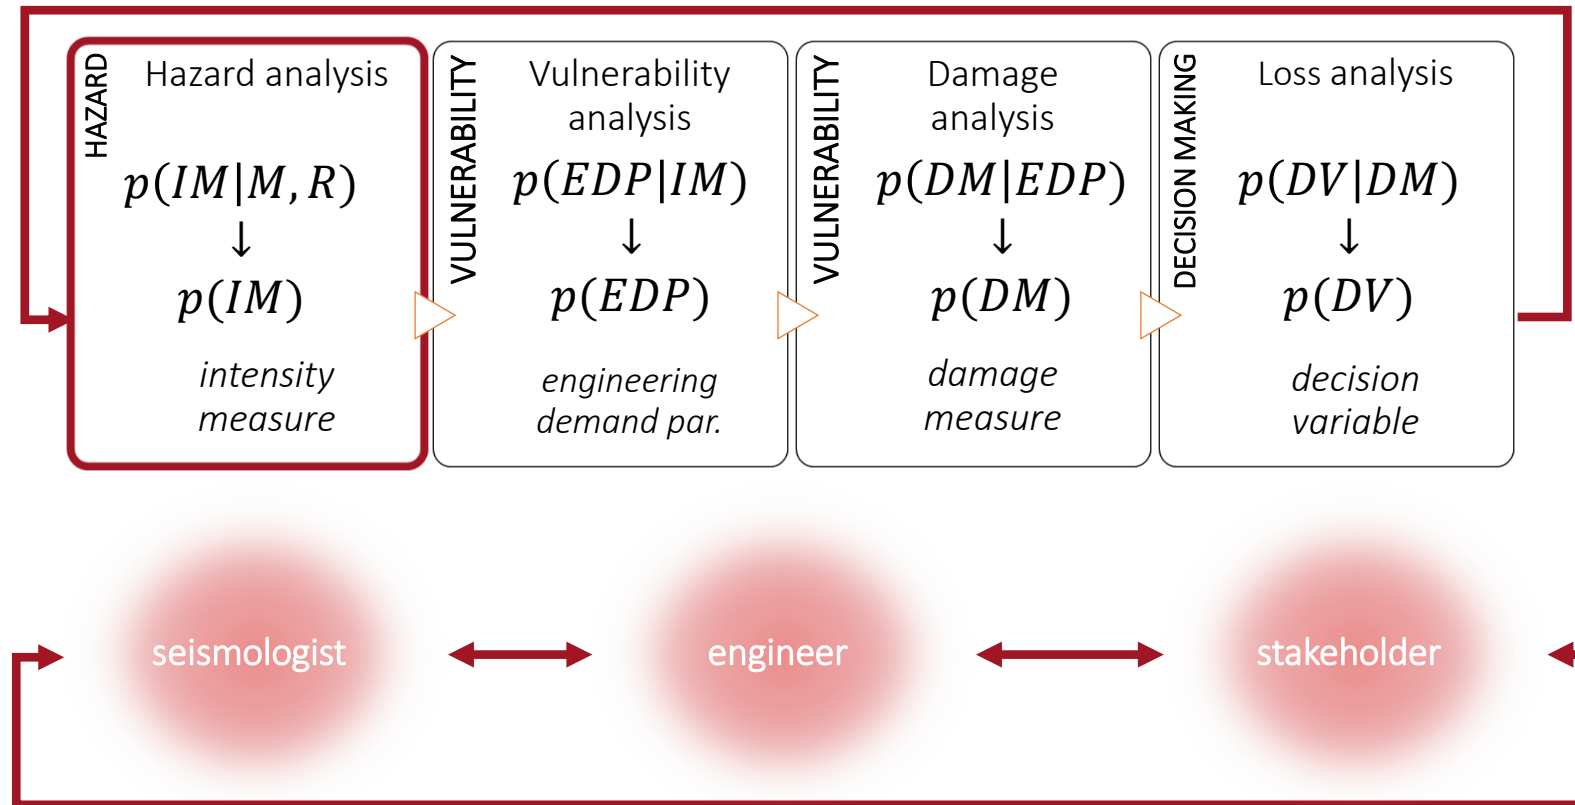 HAZARD
Hazard analysis
p(IM|M, R)
↓
p(IM)
intensity
measure
VULNERABILITY
Vulnerability
analysis
p(EDP|IM)
↓
p(EDP)
engineering
demand par.
VULNERABILITY
Damage
analysis
p(DM|EDP)
↓
p(DM)
damage
measure
DECISION MAKING
Loss analysis
p(DV|DM)
↓
p(DV)
decision
variable
seismologist
engineer
stakeholder